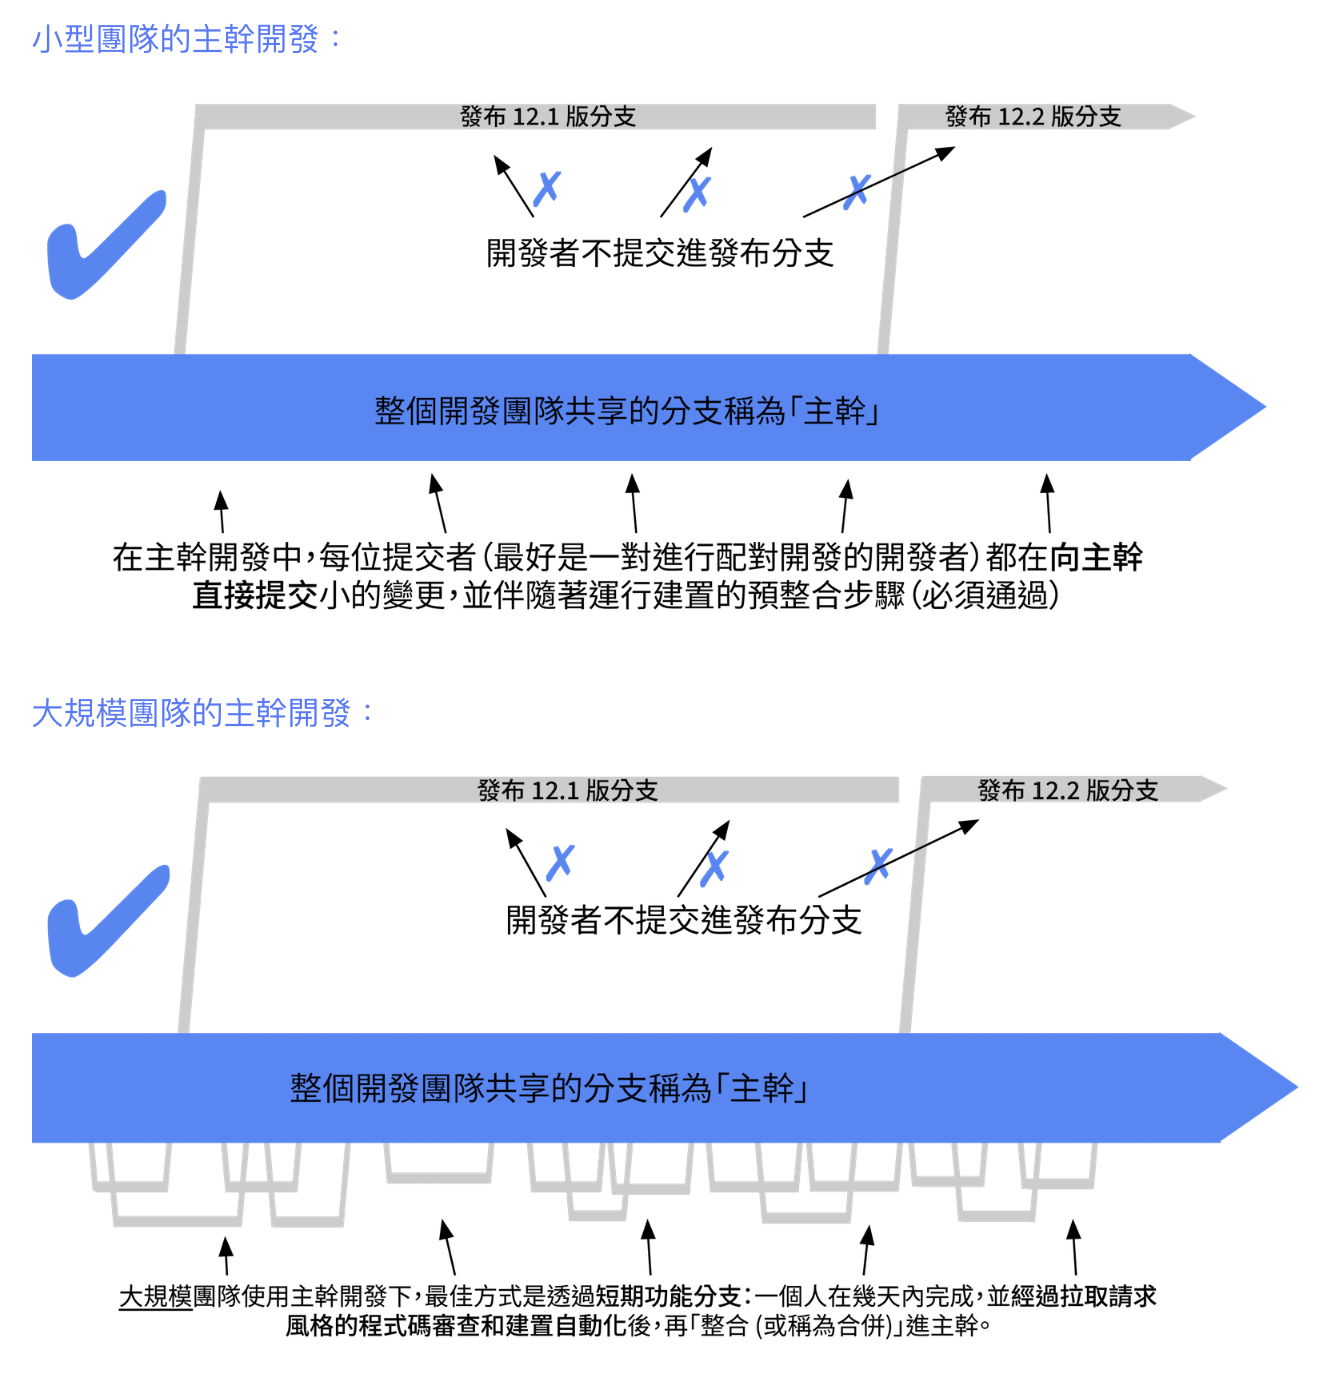 小型團隊的主幹開發：
發布 12.1 版分支
發布 12.2 版分支
開發者不提交進發布分支
整個開發團隊共享的分支稱為「主幹」
在主幹開發中，每位提交者（最好是一對進行配對開發的開發者）都在向主幹
直接提交小的變更，並伴隨著運行建置的預整合步驟（必須通過）
大規模團隊的主幹開發：
發布 12.1 版分支
發布 12.2 版分支
開發者不提交進發布分支
整個開發團隊共享的分支稱為「主幹」
大規模團隊使用主幹開發下，最佳方式是透過短期功能分支：一個人在幾天內完成，並經過拉取請求
風格的程式碼審查和建置自動化後，再「整合 (或稱為合併)」進主幹。